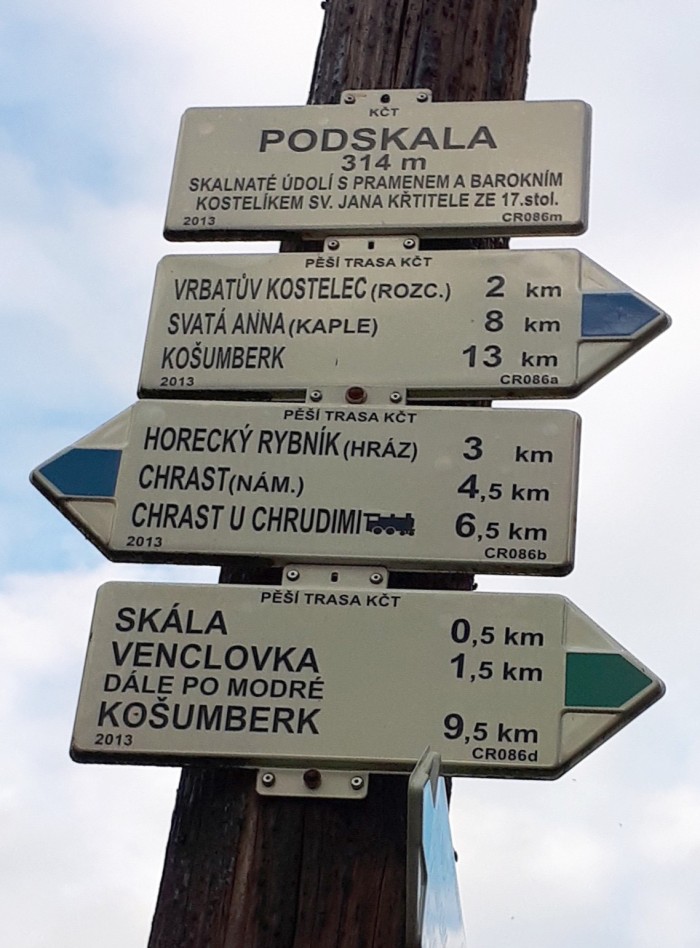 KČT
PODSKALA
314 m
SKALNATÉ ÚDOLÍ S PRAMENEM A BAROKNÍM
KOSTELÍKEM SV. JANA KŘTITELE ZE 17.stol.
2013 CR086m
PĚŠÍ TRASA KČT
VRBATŮV KOSTELEC (ROZC.) 2 km
SVATÁ ANNA (KAPLE) 8 km
KOŠUMBERK 13 km
2013 CR086a
PĚŠÍ TRASA KČT
HORECKÝ RYBNÍK (HRÁZ) 3 km
CHRAST (NÁM.) 4,5 km
CHRAST U CHRUDIMI 6,5 km
2013 CR086b
PĚŠÍ TRASA KČT
SKÁLA 0,5 km
VENCLOVKA 1,5 km
DÁLE PO MODRÉ
KOŠUMBERK 9,5 km
2013 CR086d